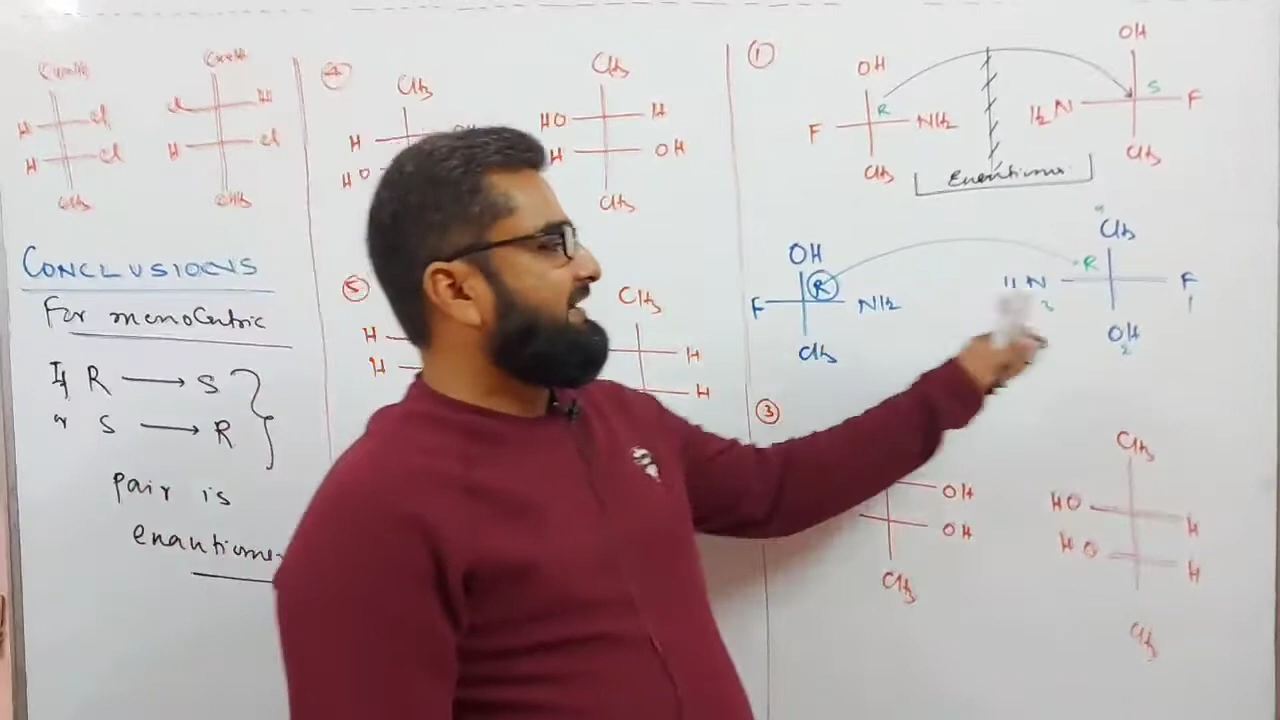 H Cl
H Cl
CH3
Cl H
H Cl
CH3
CONCLUSIONS
For monoCentric
If R → S
" S → R
pair is
enantiome
④
CH3
H
HO
CH3
HO H
H OH
CH3
⑤
H
H
CH3
H
H
①
OH
R
F NH2
CH3
OH
S
H2N F
CH3
OH
R
F NH2
CH3
CH3
R
F
1
OH
2
③
OH
OH
CH3
CH3
HO H
HO H
CH3